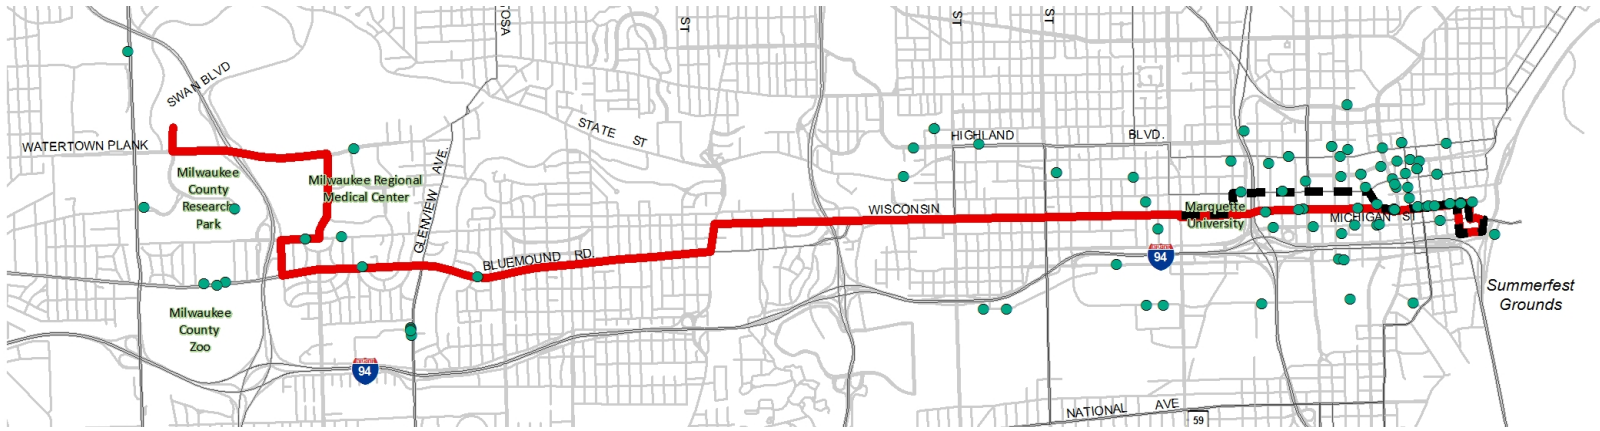 OSA
ST
ST
ST
SWAN BLVD
WATERTOWN PLANK
STATE ST
HIGHLAND
BLVD.
Milwaukee
County
Research
Park
Milwaukee Regional
Medical Center
GLENVIEW AVE.
WISCONSIN
Marquette
University
MICHIGAN ST
BLUEMOUND RD.
94
Summerfest
Grounds
Milwaukee
County
Zoo
94
NATIONAL AVE
59